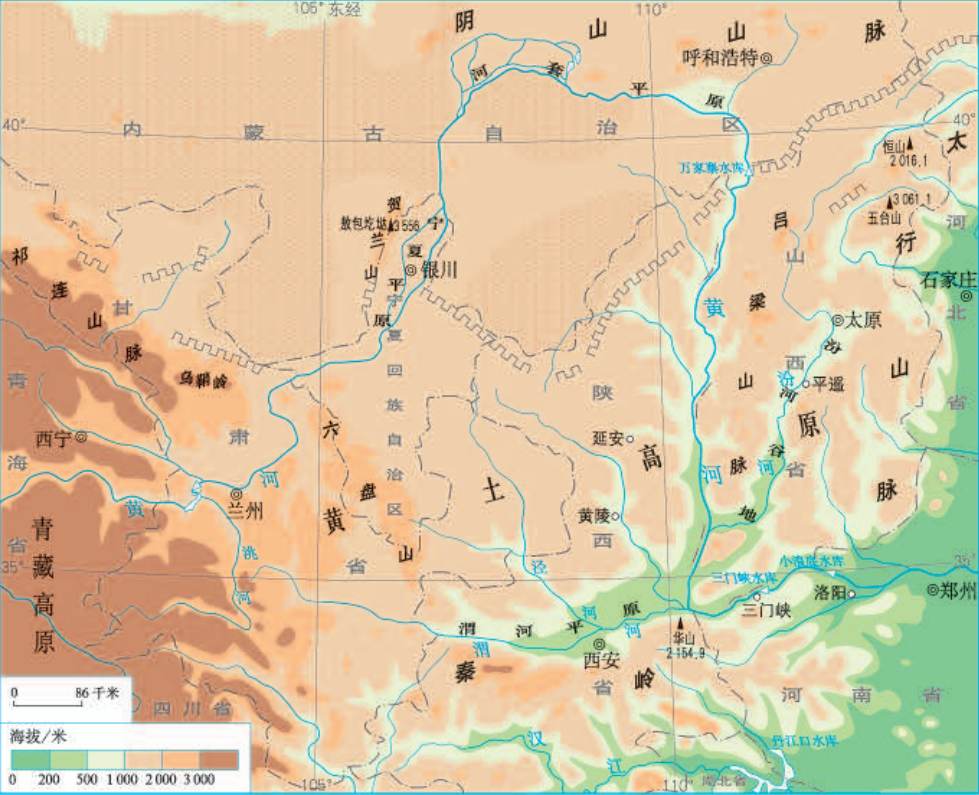 105° 东经
110°
阴 山 山 脉
呼和浩特
河 套 平 原
40°
内 蒙 古 自 治 区
40°
太 行 山 脉
恒山
2 016.1
万家寨水库
3 061.1
五台山
河 北 省
贺 兰 山
敖包圪垯 3 556
宁 夏 平 原
银川
吕 梁 山 脉
山 西 省
石家庄
祁 连 山 脉
甘 肃 省
宁 夏 回 族 自 治 区
黄 河
太原
乌鞘岭
汾 河
平遥
汾 河 谷 地
青 海 省
西宁
陕 西 省
延安
六 盘 山
黄 土 高 原
黄 河
兰州
黄陵
青 藏 高 原
35°
洮 河
泾 河
小浪底水库
35°
三门峡水库
洛阳
郑州
三门峡
渭 河 平 原
渭 河
华山
2 154.9
西安
秦 岭
0 86 千米
四 川 省
河 南 省
海拔/米
0 200 500 1 000 2 000 3 000
汉 江
丹江口水库
105°
110°
湖北省